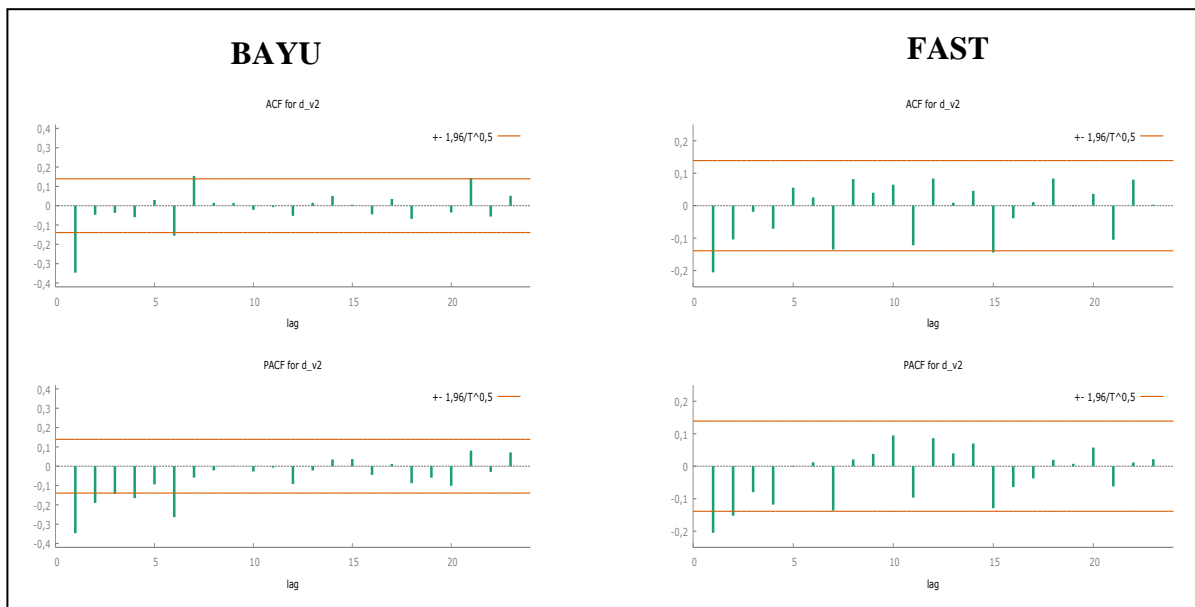 BAYU
ACF for d_v2
+- 1,96/T^0,5
0,4
0,3
0,2
0,1
0
-0,1
-0,2
-0,3
-0,4
0 5 10 15 20
lag
PACF for d_v2
+- 1,96/T^0,5
0,4
0,3
0,2
0,1
0
-0,1
-0,2
-0,3
-0,4
0 5 10 15 20
lag
FAST
ACF for d_v2
+- 1,96/T^0,5
0,2
0,1
0
-0,1
-0,2
0 5 10 15 20
lag
PACF for d_v2
+- 1,96/T^0,5
0,2
0,1
0
-0,1
-0,2
0 5 10 15 20
lag